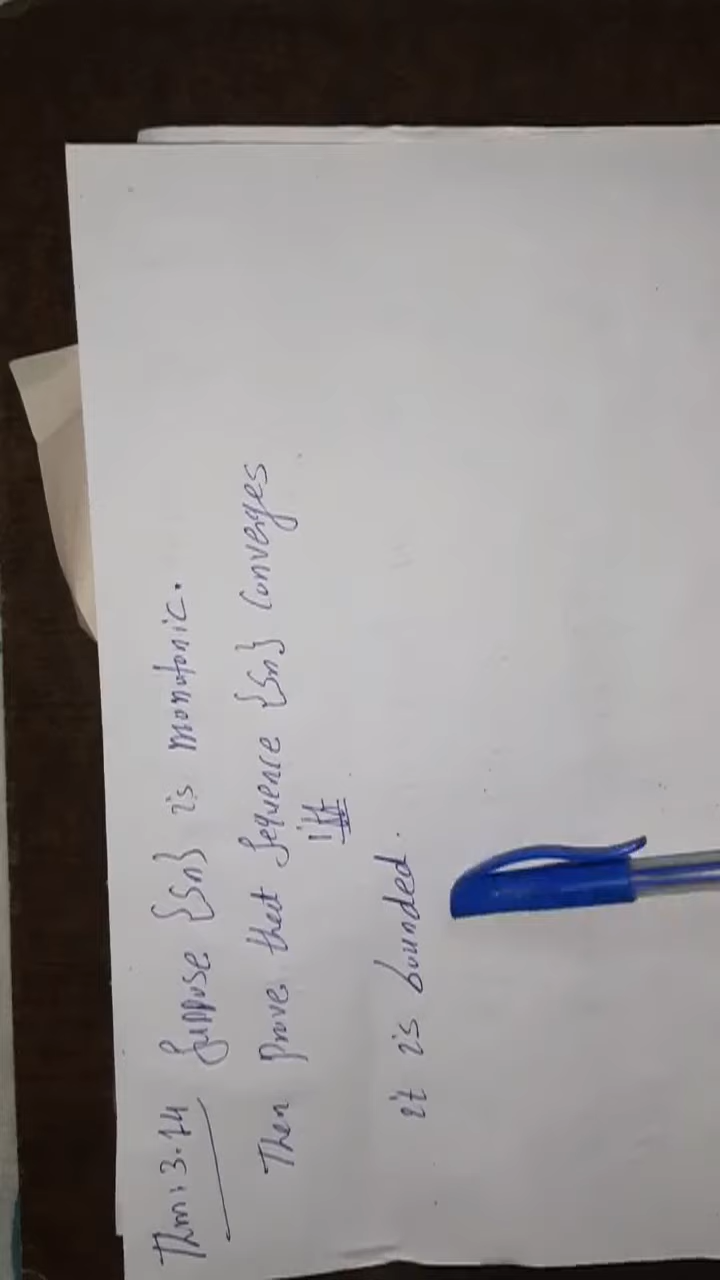 Thm: 3.14 Suppose {Sn} is monotonic.
Then prove that Sequence {Sn} Converges
iff
it is bounded.